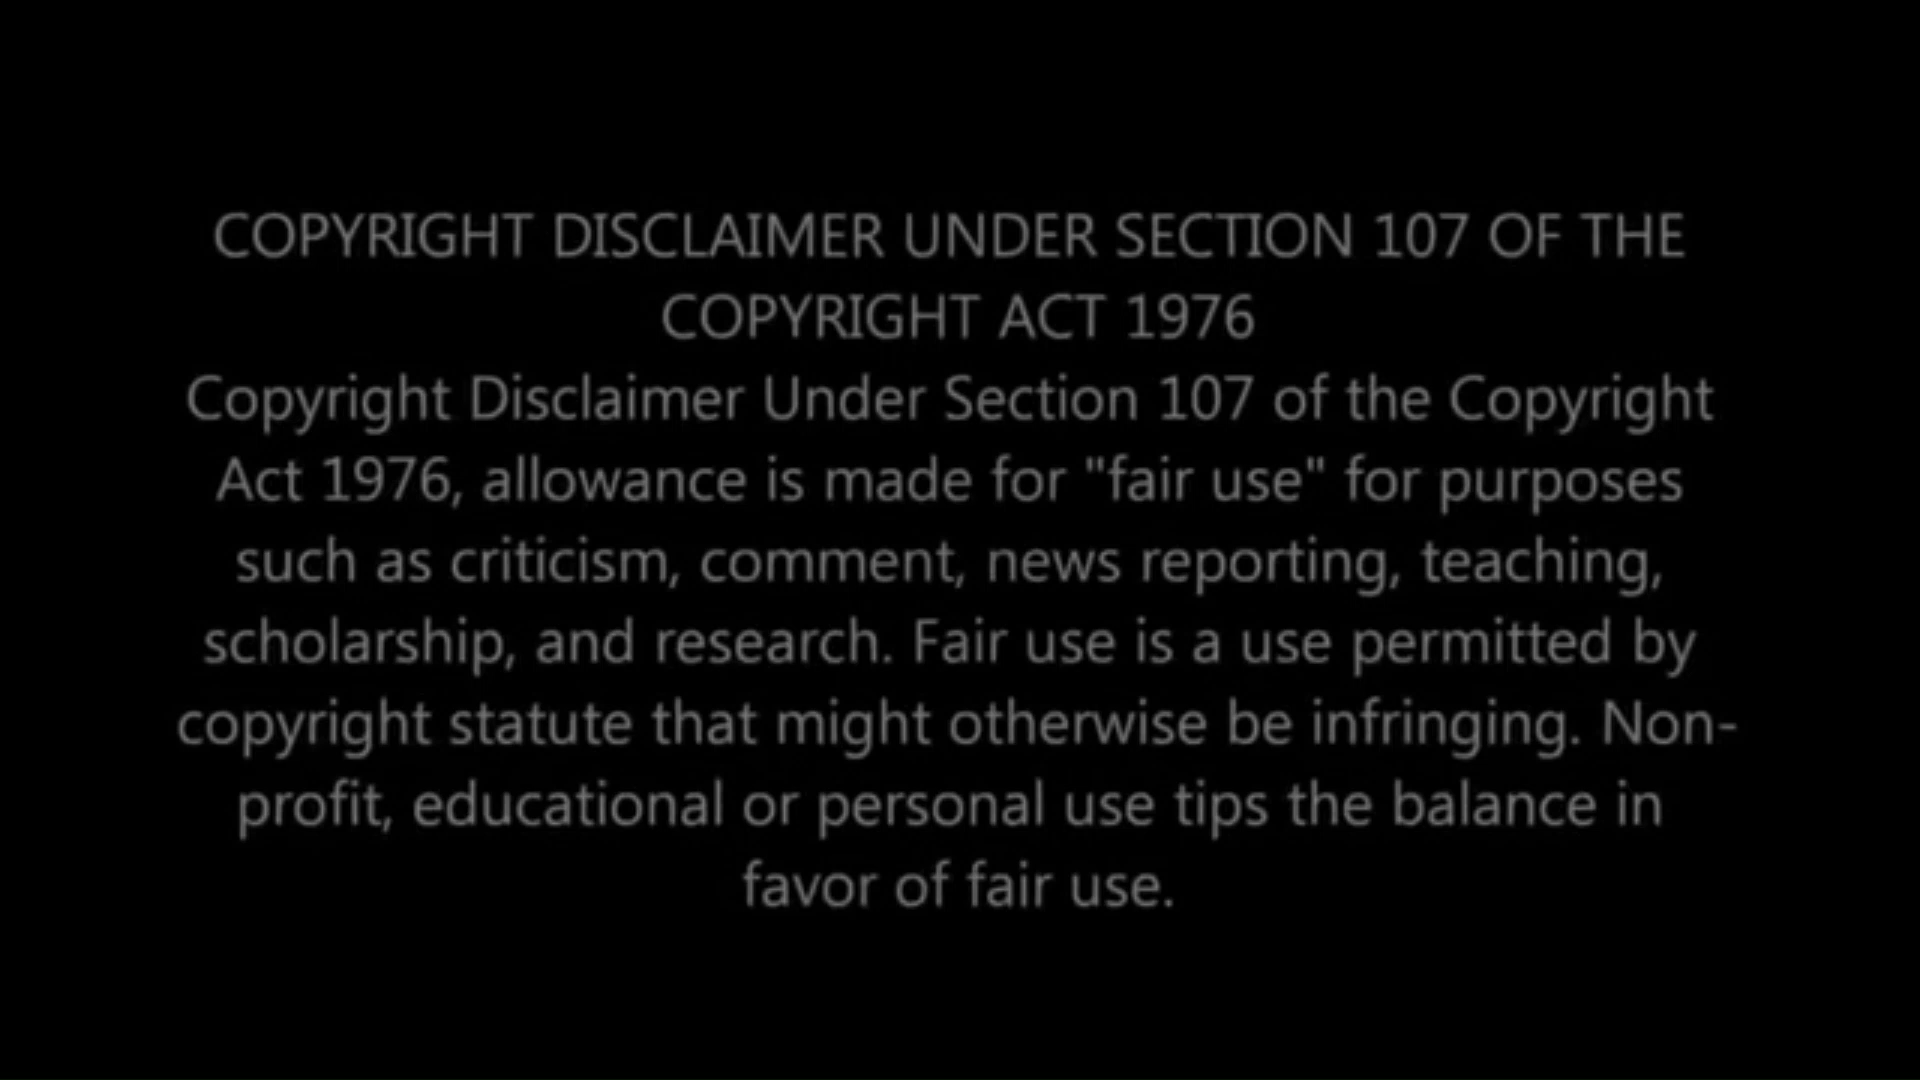 COPYRIGHT DISCLAIMER UNDER SECTION 107 OF THE
COPYRIGHT ACT 1976
Copyright Disclaimer Under Section 107 of the Copyright
Act 1976, allowance is made for "fair use" for purposes
such as criticism, comment, news reporting, teaching,
scholarship, and research. Fair use is a use permitted by
copyright statute that might otherwise be infringing. Non-
profit, educational or personal use tips the balance in
favor of fair use.